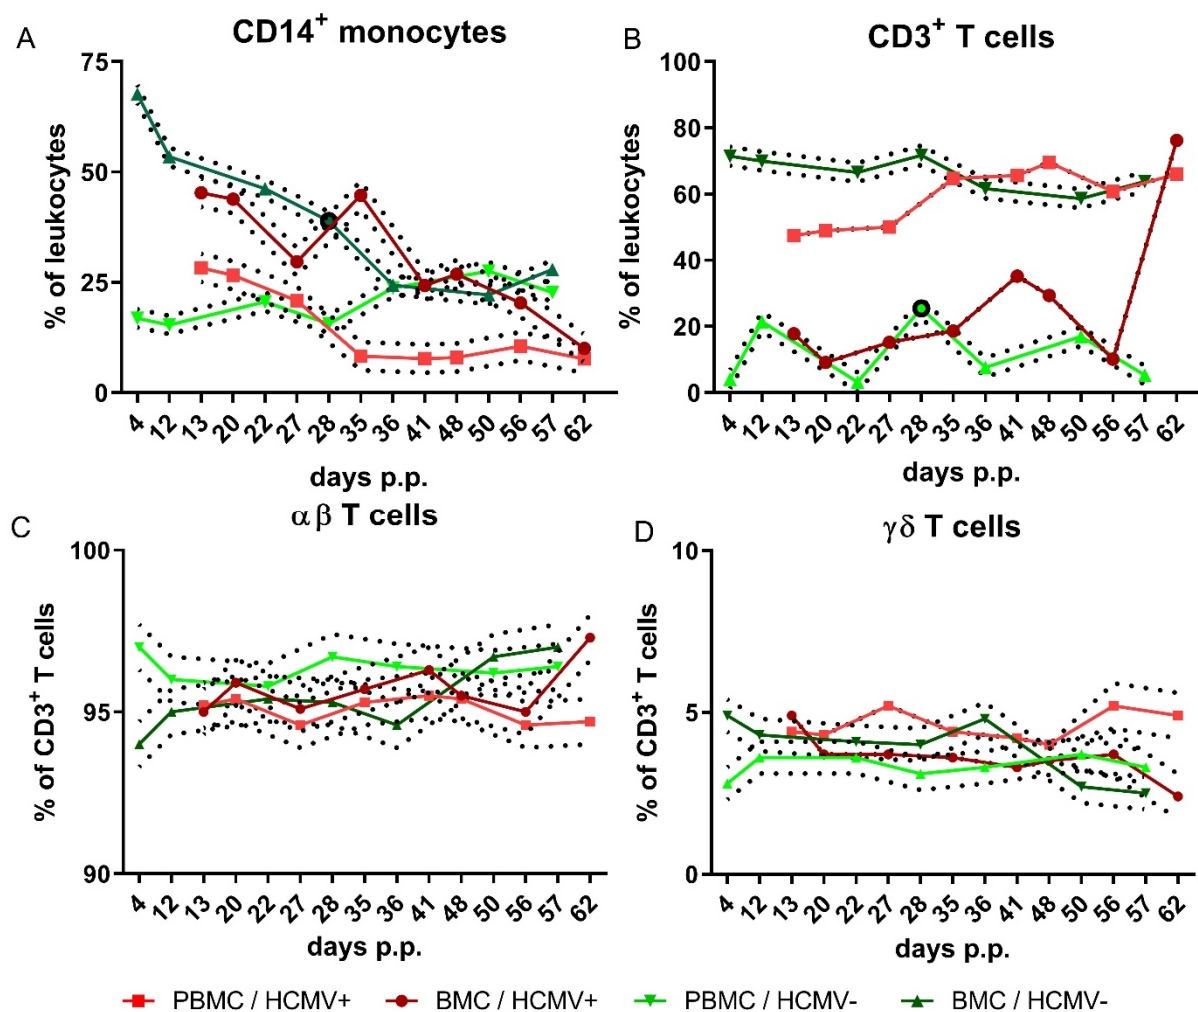 A
CD14+ monocytes
% of leukocytes
75
50
25
0
4 12 13 20 22 27 28 35 36 41 48 50 56 57 62
days p.p.
B
CD3+ T cells
% of leukocytes
100
80
60
40
20
0
4 12 13 20 22 27 28 35 36 41 48 50 56 57 62
days p.p.
C
αβ T cells
% of CD3+ T cells
100
95
90
4 12 13 20 22 27 28 35 36 41 48 50 56 57 62
days p.p.
D
γδ T cells
% of CD3+ T cells
10
5
0
4 12 13 20 22 27 28 35 36 41 48 50 56 57 62
days p.p.
PBMC / HCMV+ BMC / HCMV+ PBMC / HCMV- BMC / HCMV-